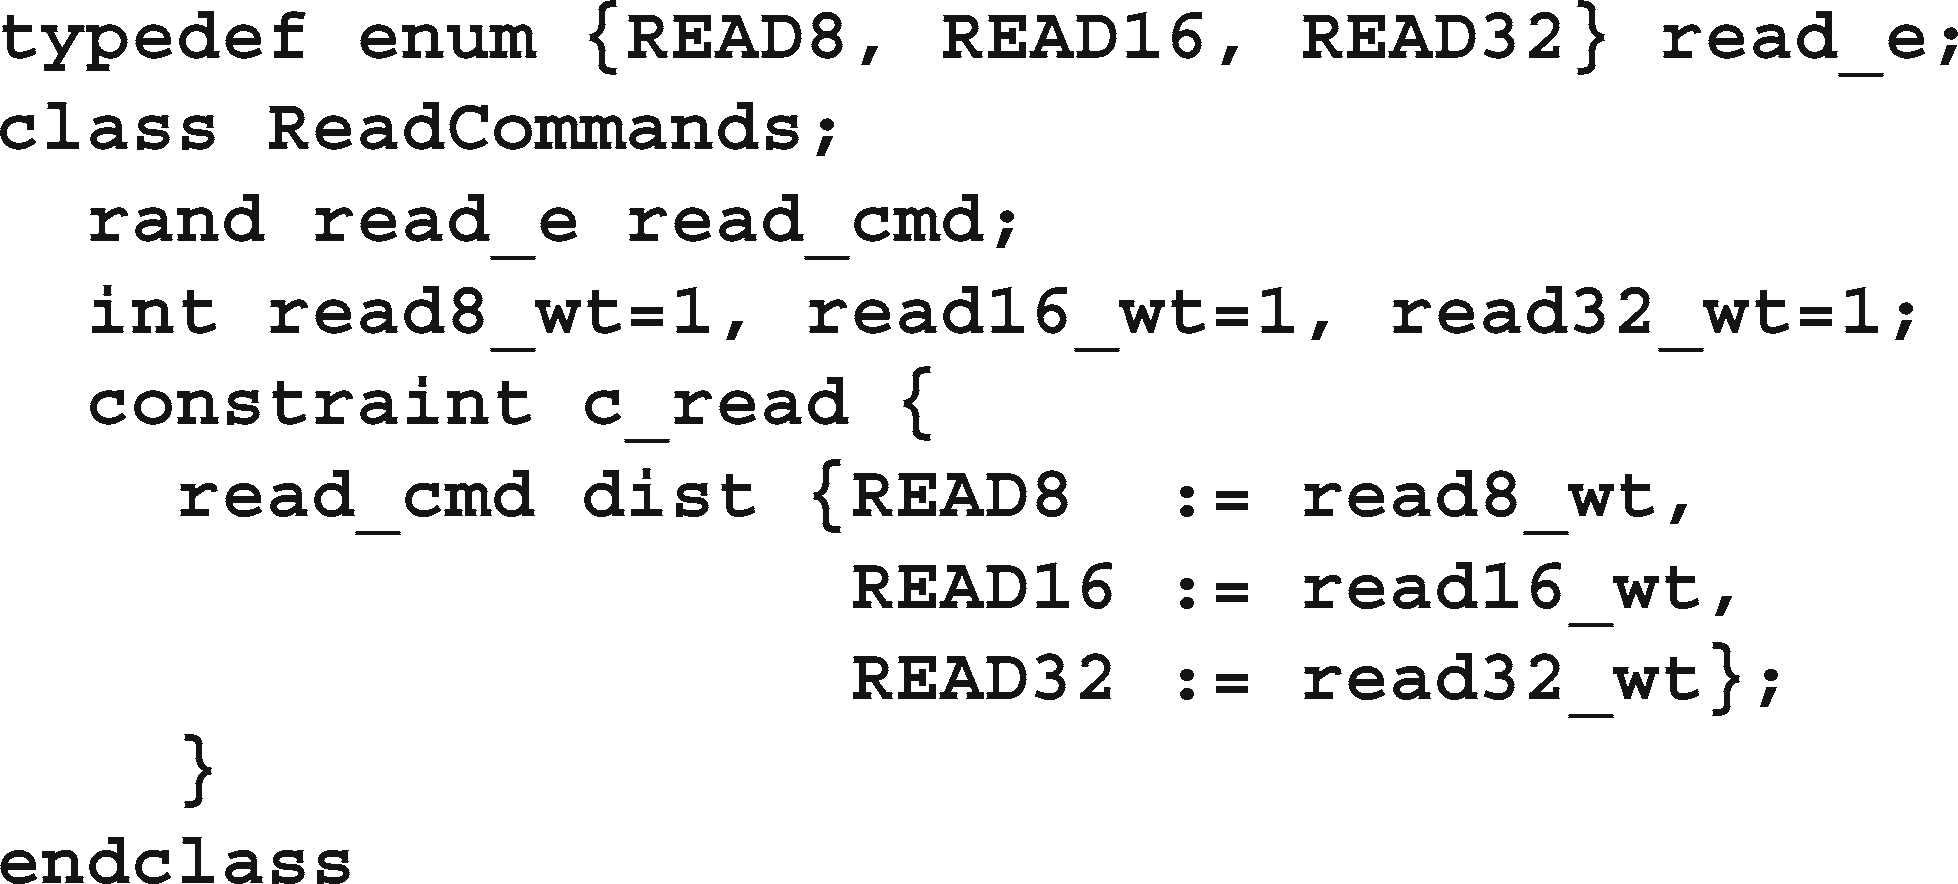 typedef enum {READ8, READ16, READ32} read_e;
class ReadCommands;
  rand read_e read_cmd;
  int read8_wt=1, read16_wt=1, read32_wt=1;
  constraint c_read {
    read_cmd dist {READ8  := read8_wt,
                   READ16 := read16_wt,
                   READ32 := read32_wt};
    }
endclass